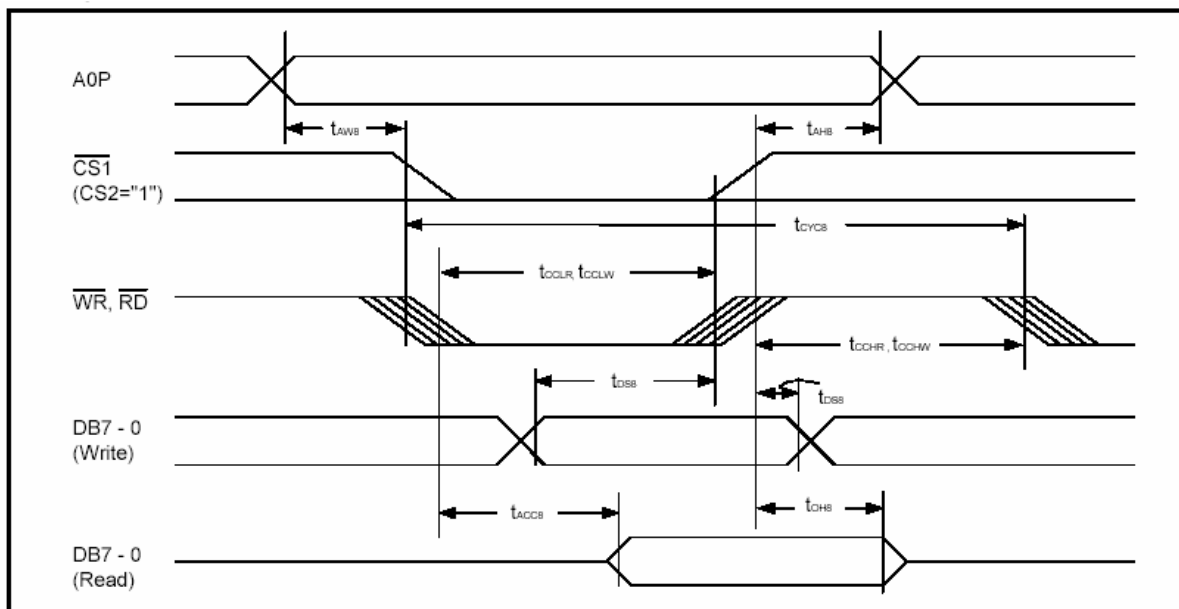 A0P
tAW8
tAH8
CS1
(CS2="1")
tCYC8
tCCLR, tCCLW
WR, RD
tCCHR, tCCHW
tDS8
tDS8
DB7 - 0
(Write)
tACC8
tOH8
DB7 - 0
(Read)